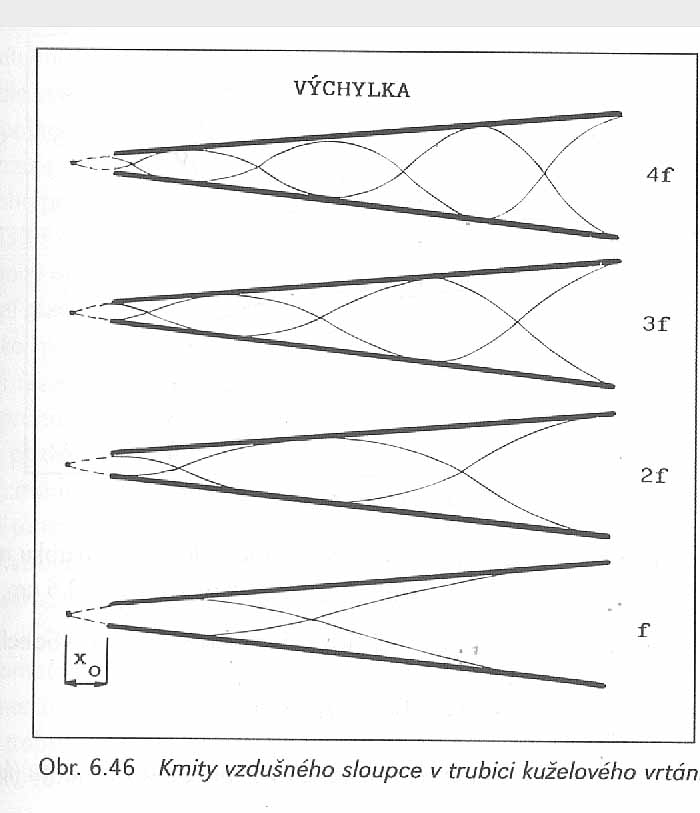 VÝCHYLKA
4f
3f
2f
f
x₀
Obr. 6.46 Kmity vzdušného sloupce v trubici kuželového vrtán